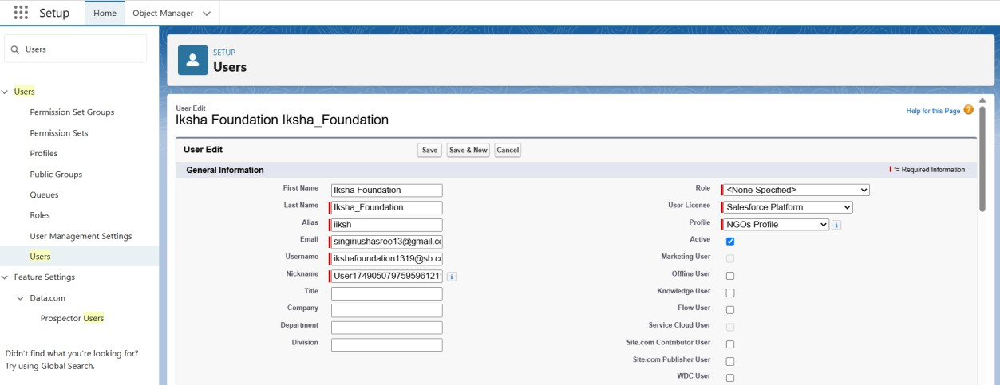 Setup Home Object Manager
Users
Users
Permission Set Groups
Permission Sets
Profiles
Public Groups
Queues
Roles
User Management Settings
Users
Feature Settings
Data.com
Prospector Users
Didn't find what you're looking for?
Try using Global Search.
SETUP
Users
User Edit
Iksha Foundation Iksha_Foundation
Help for this Page ?
User Edit Save Save & New Cancel
General Information *= Required Information
First Name Iksha Foundation Role <None Specified>
Last Name Iksha_Foundation User License Salesforce Platform
Alias iiksh Profile NGOs Profile i
Email singiriushasree13@gmail.c Active
Username ikshafoundation1319@sb.c Marketing User
Nickname User174905079759596121 i Offline User
Title Knowledge User
Company Flow User
Department Service Cloud User
Division Site.com Contributor User
Site.com Publisher User
WDC User